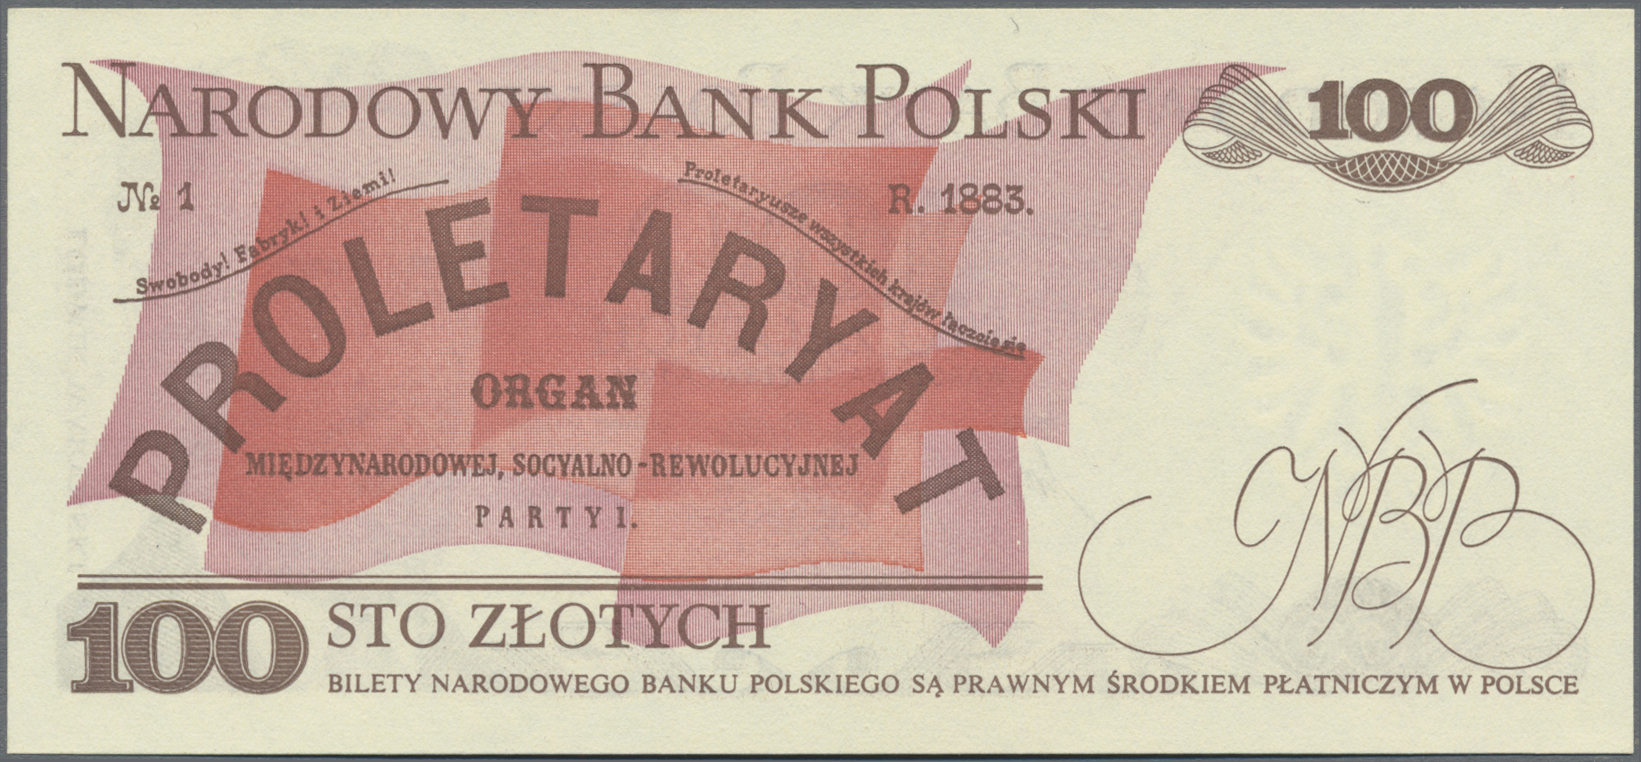 NARODOWY BANK POLSKI
100
№ 1
Swobody! Fabryk! i Ziemi!
Proletaryusze wszystkich krajów łączcie się
R. 1883.
PROLETARYAT
ORGAN
MIĘDZYNARODOWEJ, SOCYALNO-REWOLUCYJNEJ
PARTYI.
NBP
100 STO ZŁOTYCH
BILETY NARODOWEGO BANKU POLSKIEGO SĄ PRAWNYM ŚRODKIEM PŁATNICZYM W POLSCE